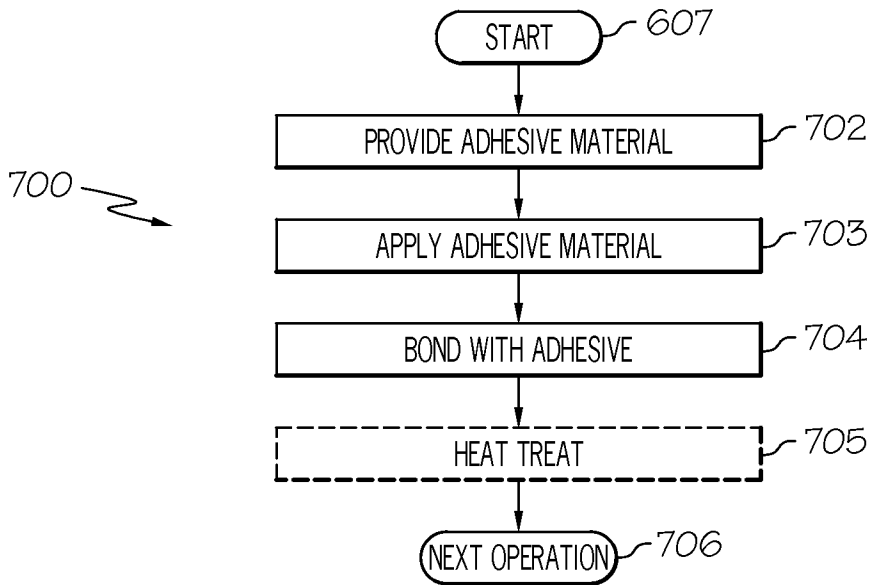 START 607
PROVIDE ADHESIVE MATERIAL 702
700
APPLY ADHESIVE MATERIAL 703
BOND WITH ADHESIVE 704
HEAT TREAT 705
NEXT OPERATION 706